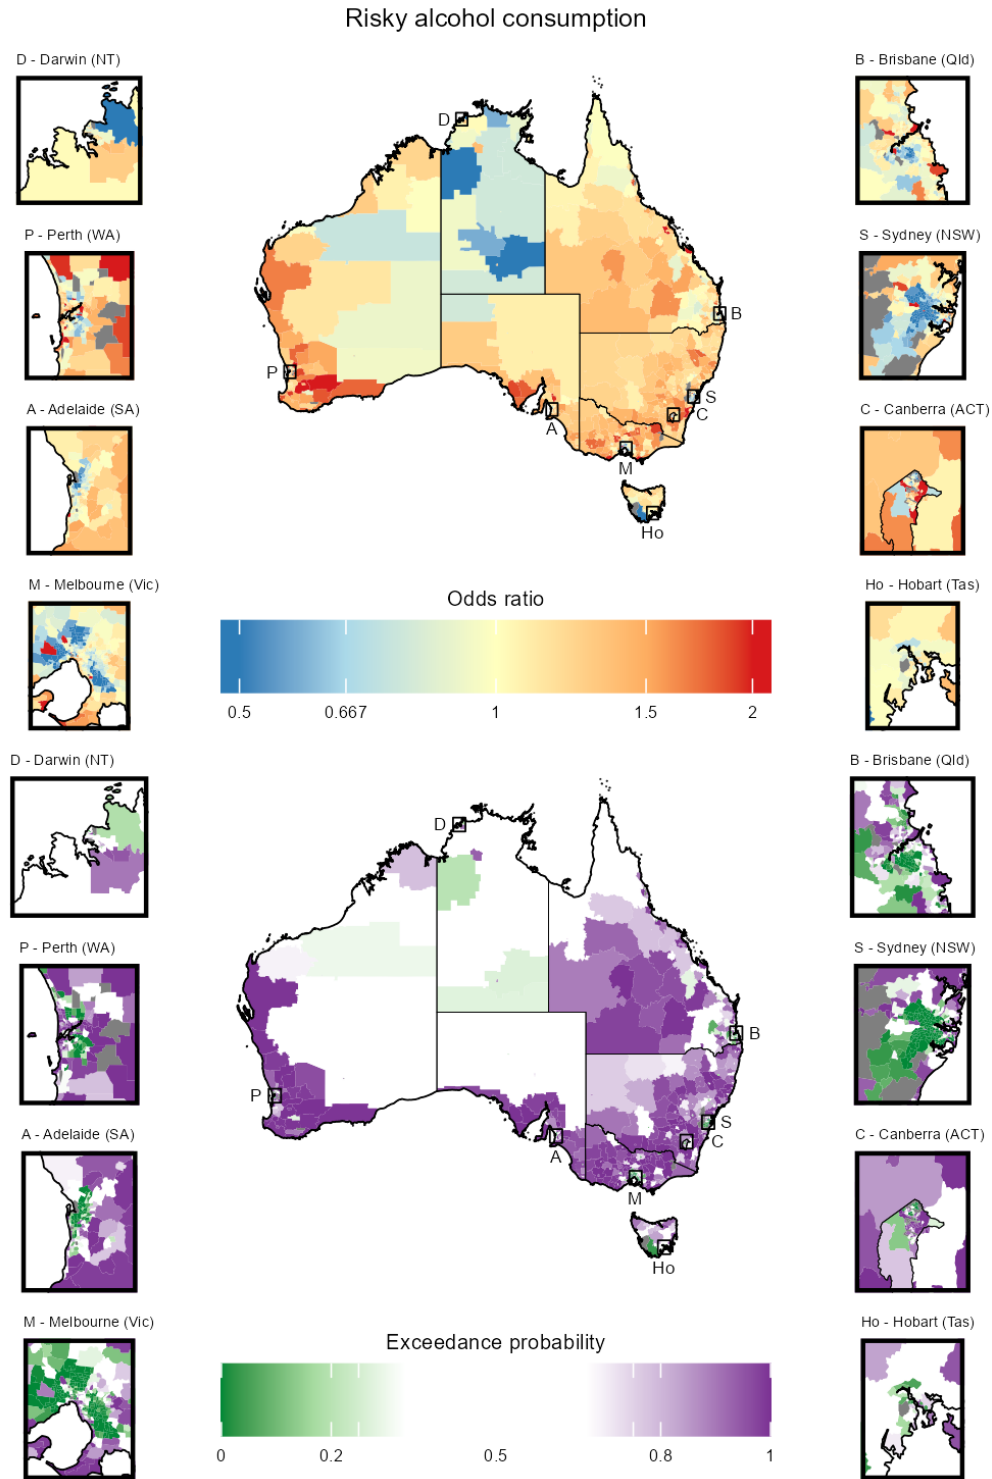 Risky alcohol consumption
D - Darwin (NT)
B - Brisbane (Qld)
D
P - Perth (WA)
S - Sydney (NSW)
B
P
A - Adelaide (SA)
S
C - Canberra (ACT)
C
A
M
Ho
M - Melbourne (Vic)
Ho - Hobart (Tas)
Odds ratio
0.5 0.667 1 1.5 2
D - Darwin (NT)
B - Brisbane (Qld)
D
P - Perth (WA)
S - Sydney (NSW)
B
P
A - Adelaide (SA)
S
C - Canberra (ACT)
C
A
M
Ho
M - Melbourne (Vic)
Ho - Hobart (Tas)
Exceedance probability
0 0.2 0.5 0.8 1